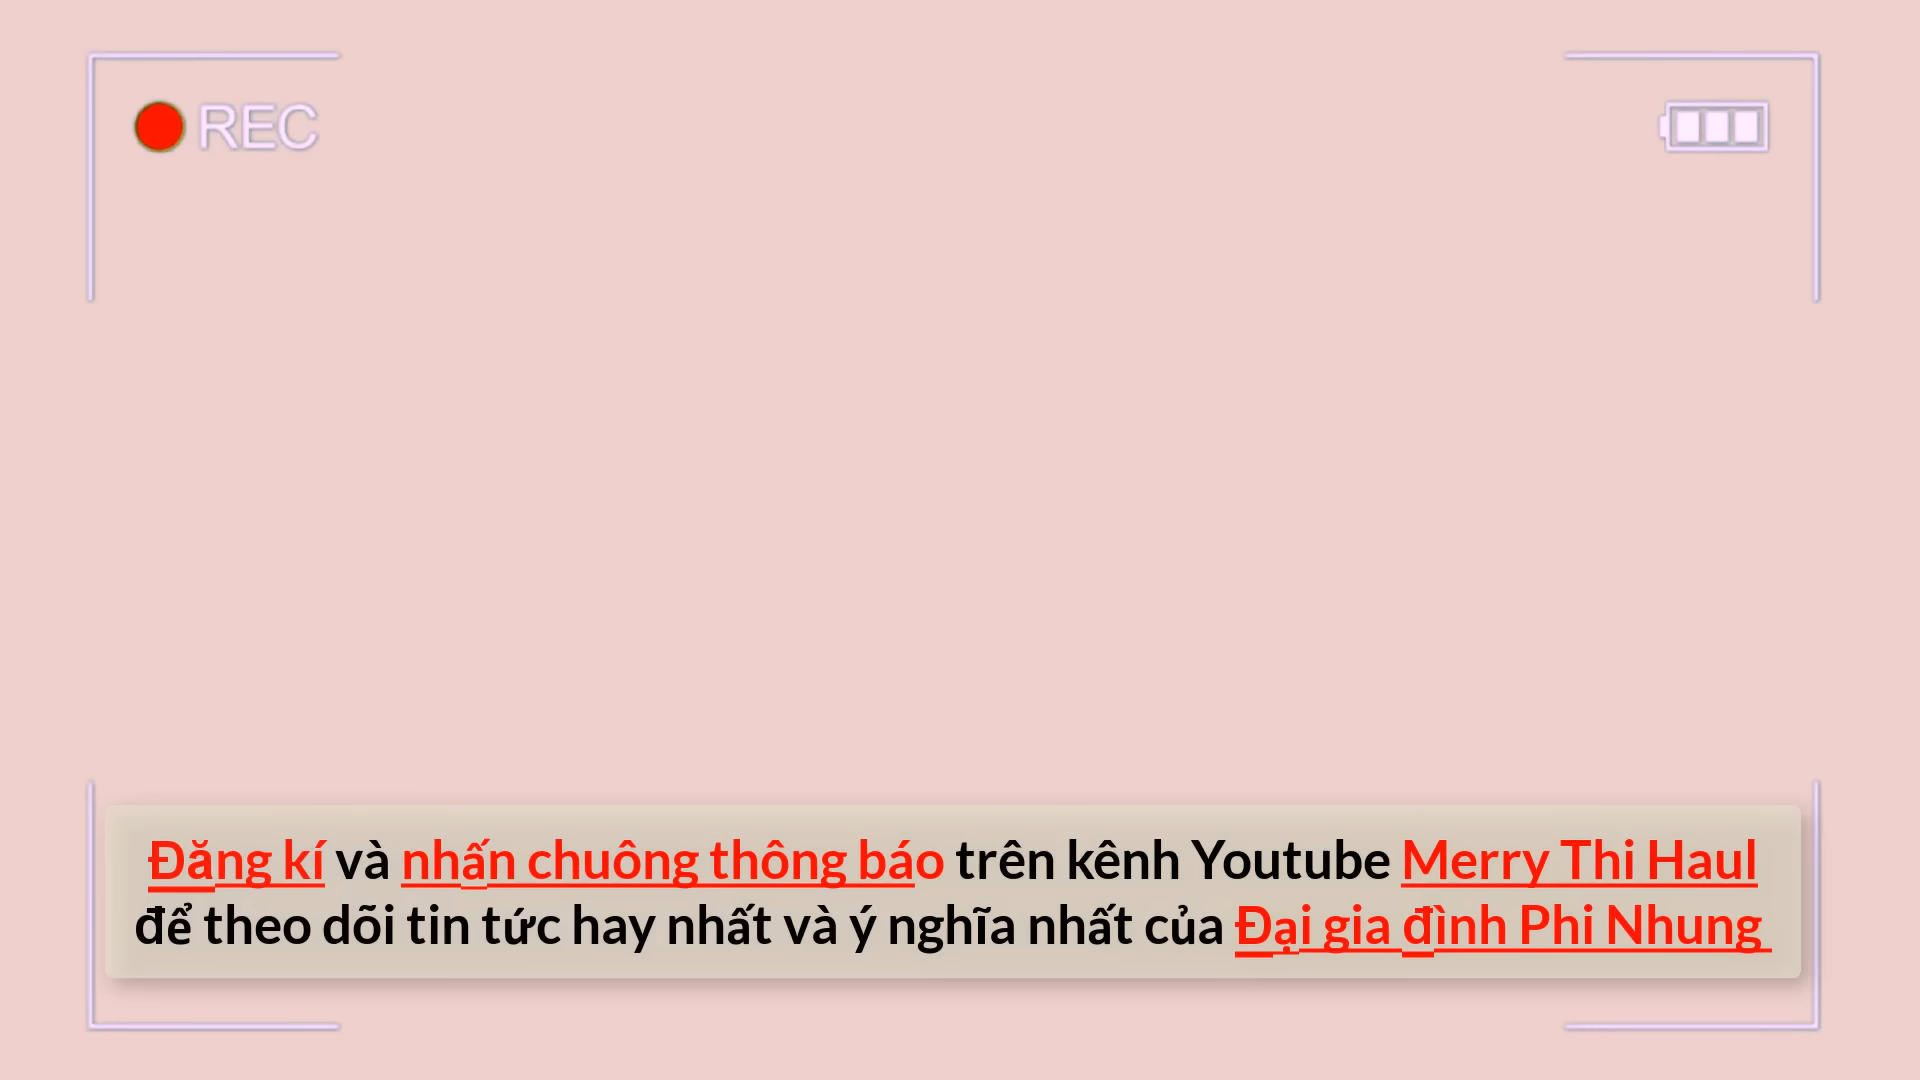 REC
Đăng kí và nhấn chuông thông báo trên kênh Youtube Merry Thi Haul
để theo dõi tin tức hay nhất và ý nghĩa nhất của Đại gia đình Phi Nhung